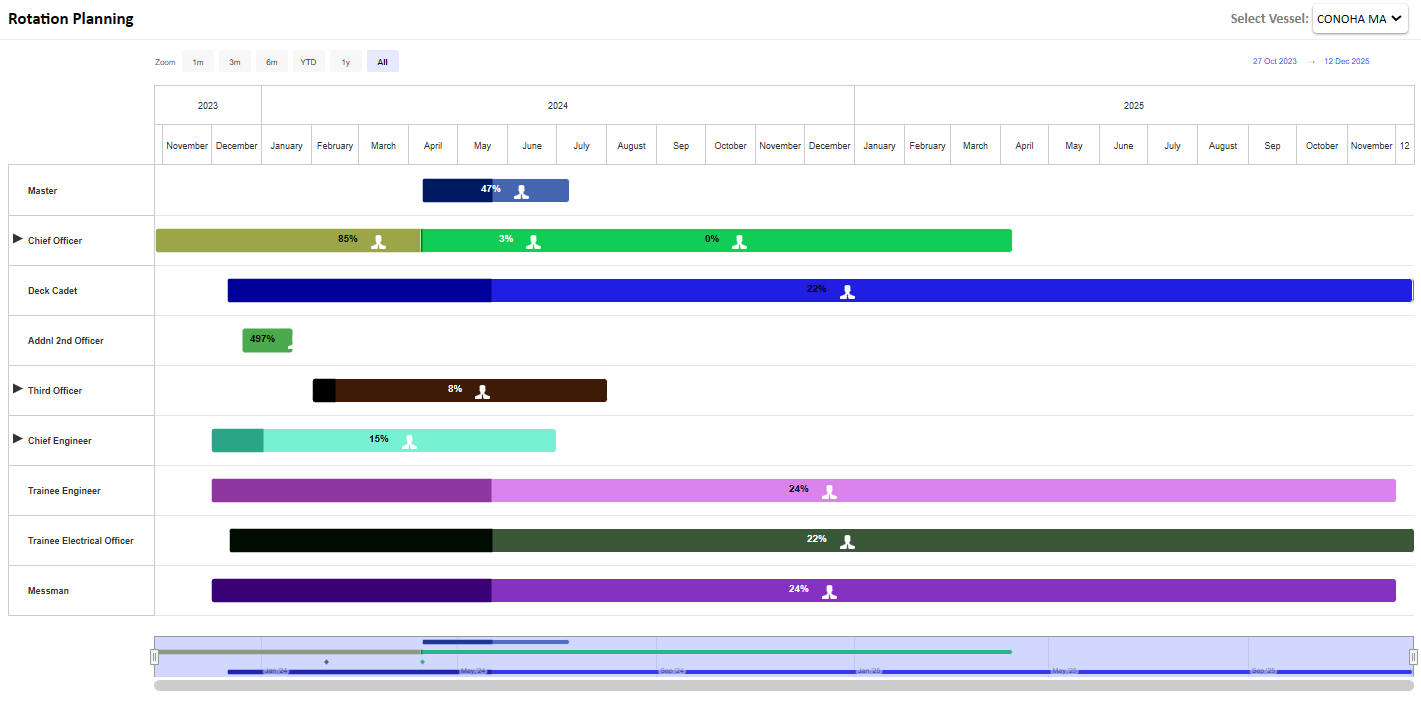 Rotation Planning
Select Vessel: CONOHA MA
Zoom 1m 3m 6m YTD 1y All
27 Oct 2023 → 12 Dec 2025
2023 2024 2025
November December January February March April May June July August Sep October November December January February March April May June July August Sep October November 12
Master 47%
Chief Officer 85% 3% 0%
Deck Cadet 22%
Addnl 2nd Officer 497%
Third Officer 8%
Chief Engineer 15%
Trainee Engineer 24%
Trainee Electrical Officer 22%
Messman 24%
Jan '24 May '24 Sep '24 Jan '25 May '25 Sep '25